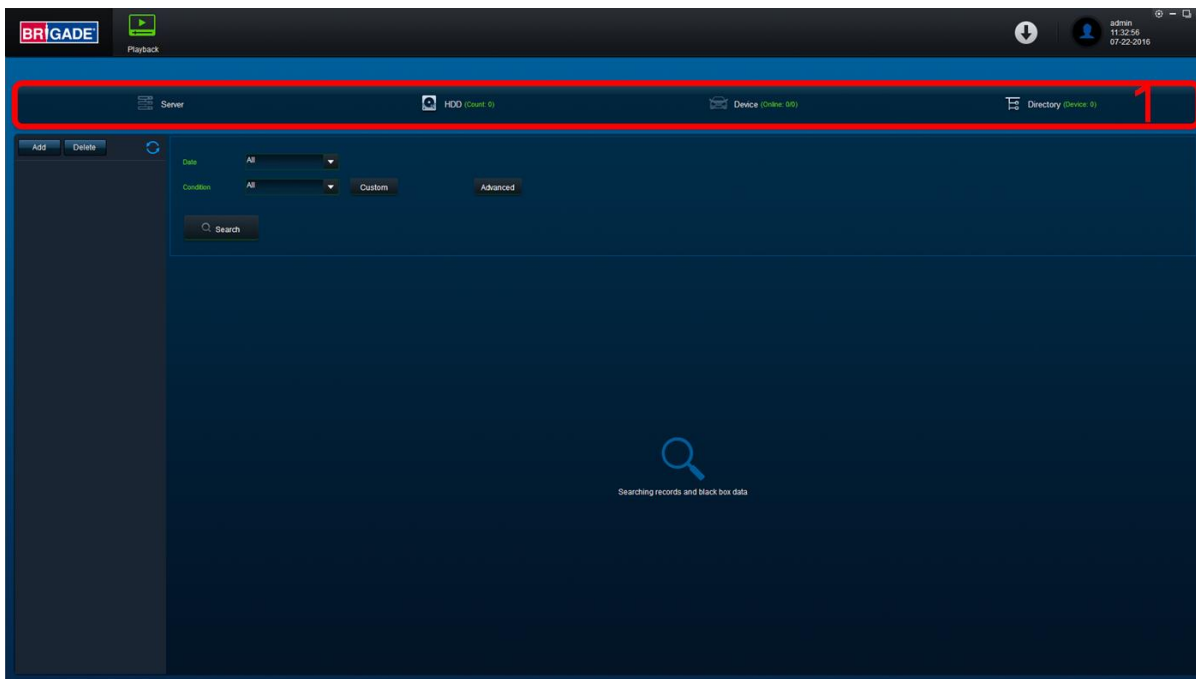 BRIGADE
Playback
admin
11:32:56
07-22-2016
Server
HDD (Count: 0)
Device (Online: 0/0)
Directory (Device: 0)
1
Add Delete
Date All
Condition All Custom Advanced
Search
Searching records and black box data